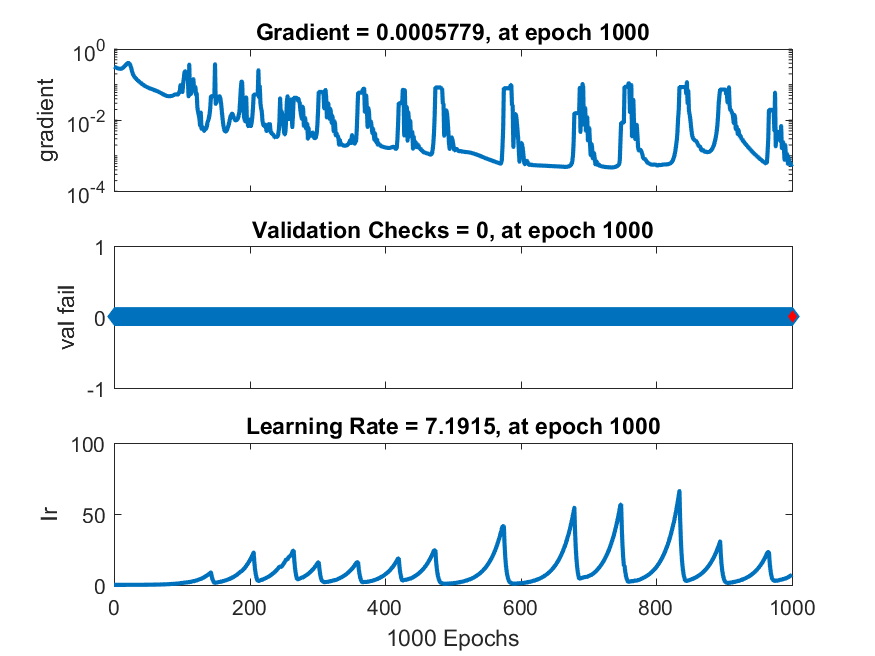 Gradient = 0.0005779, at epoch 1000
10^0
10^-2
10^-4
gradient
Validation Checks = 0, at epoch 1000
1
0
-1
val fail
Learning Rate = 7.1915, at epoch 1000
100
50
0
lr
0 200 400 600 800 1000
1000 Epochs